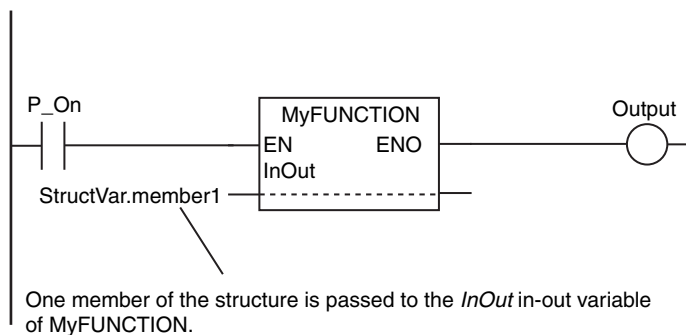 P_On
MyFUNCTION
Output
EN ENO
InOut
StructVar.member1
One member of the structure is passed to the InOut in-out variable
of MyFUNCTION.